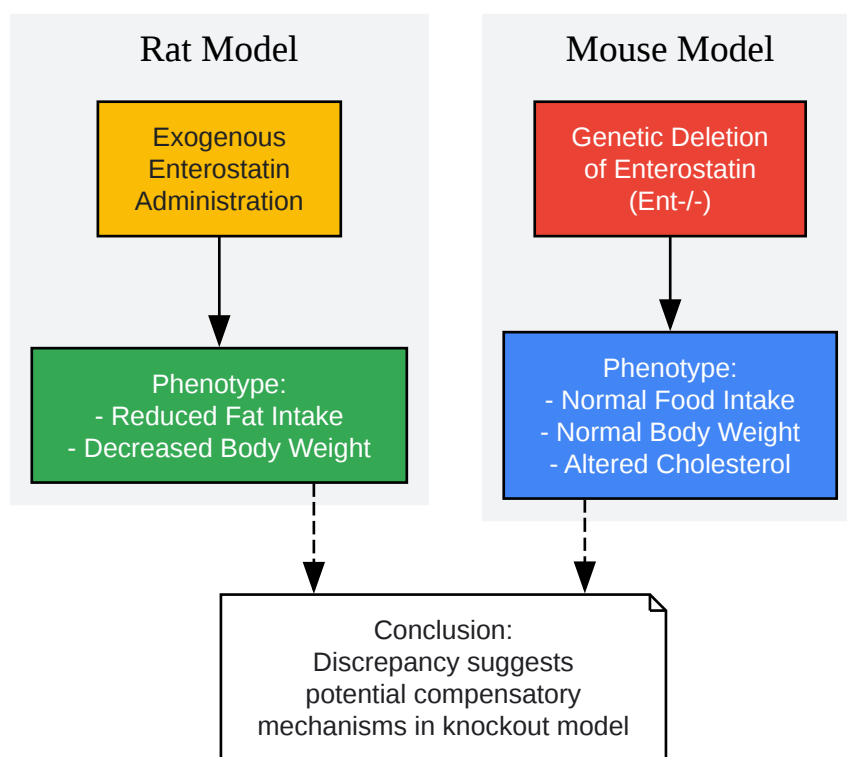 Rat Model
Exogenous
Enterostatin
Administration
Phenotype:
- Reduced Fat Intake
- Decreased Body Weight
Mouse Model
Genetic Deletion
of Enterostatin
(Ent-/-)
Phenotype:
- Normal Food Intake
- Normal Body Weight
- Altered Cholesterol
Conclusion:
Discrepancy suggests
potential compensatory
mechanisms in knockout model